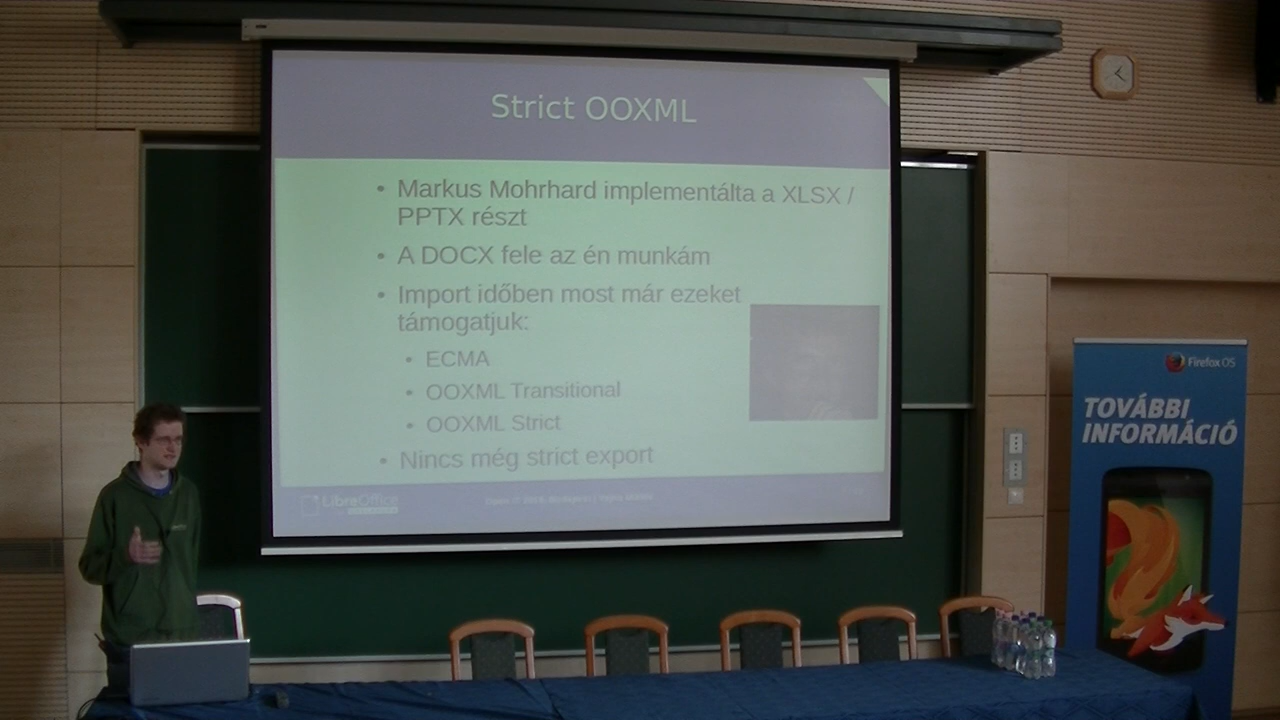 Strict OOXML
• Markus Mohrhard implementálta a XLSX /
PPTX részt
• A DOCX fele az én munkám
• Import időben most már ezeket
támogatjuk:
• ECMA
• OOXML Transitional
• OOXML Strict
• Nincs még strict export
LibreOffice
Firefox OS
TOVÁBBI
INFORMÁCIÓ